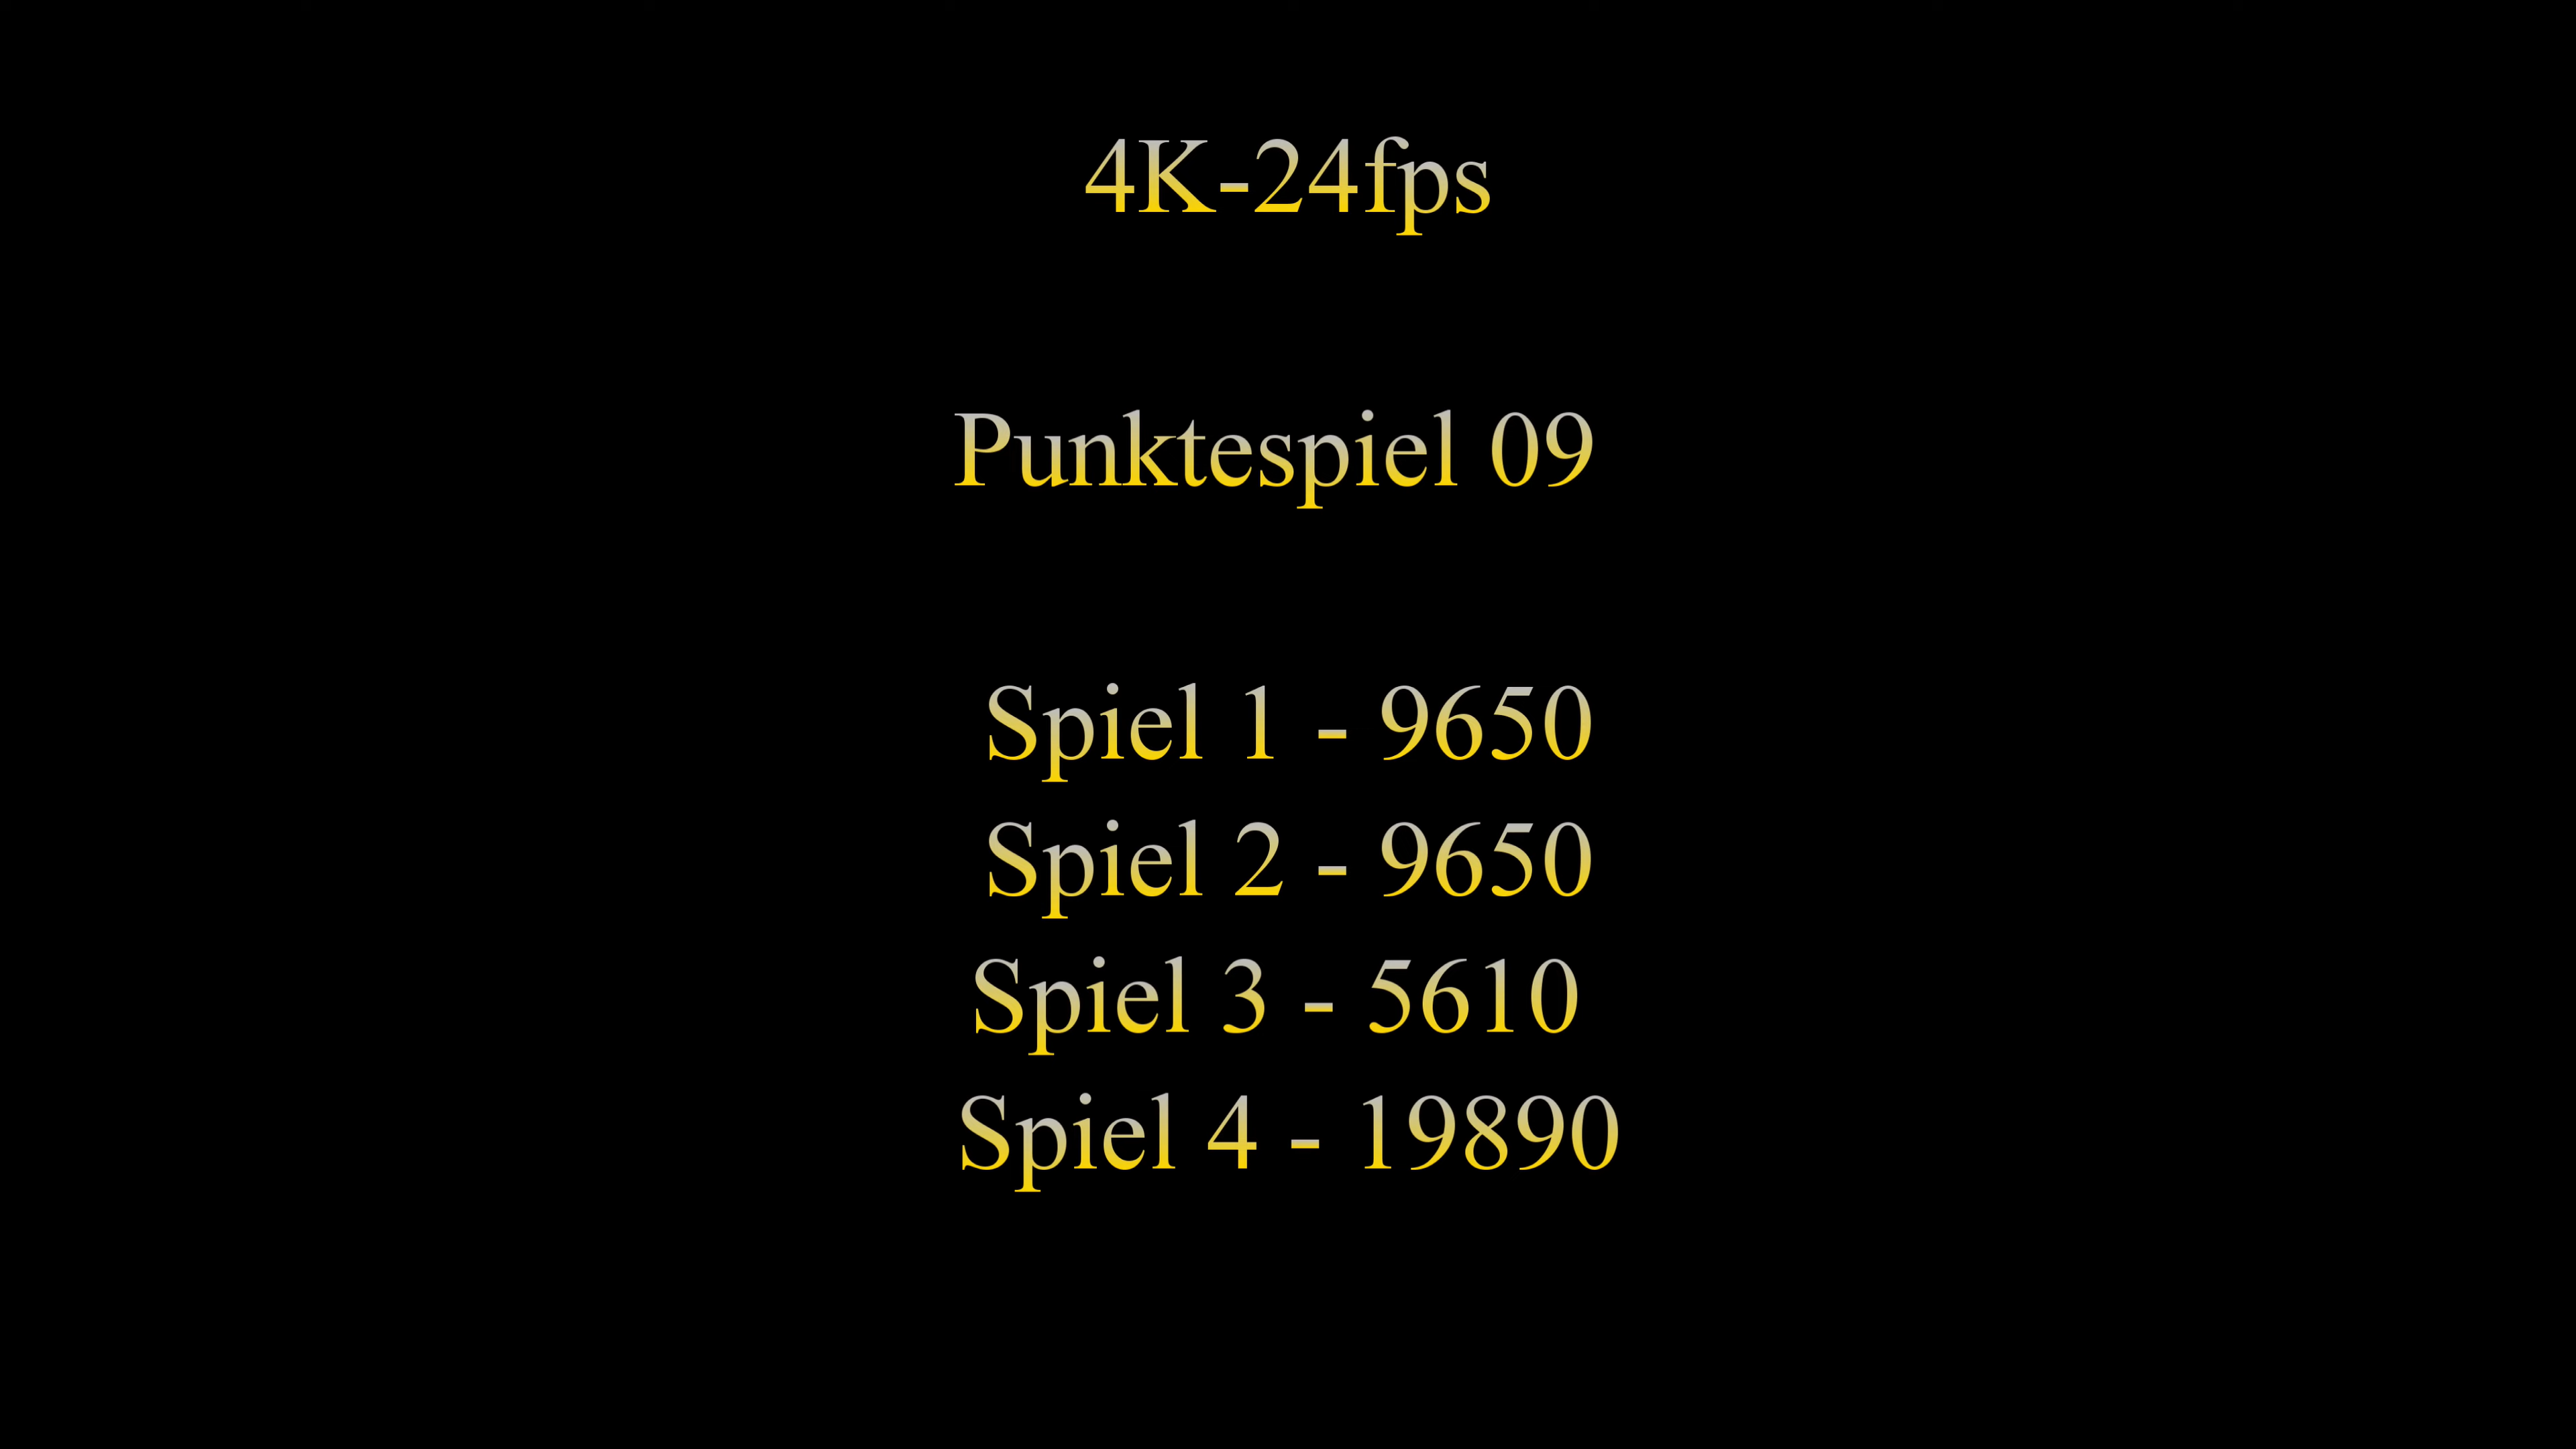 4K-24fps
Punktespiel 09
Spiel 1 - 9650
Spiel 2 - 9650
Spiel 3 - 5610
Spiel 4 - 19890